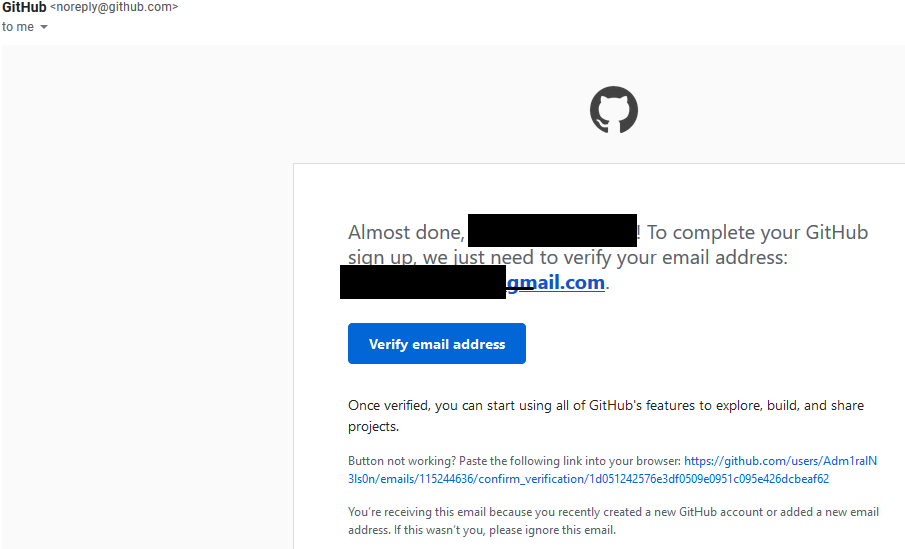 GitHub <noreply@github.com>
to me
Almost done, ! To complete your GitHub
sign up, we just need to verify your email address:
gmail.com.
Verify email address
Once verified, you can start using all of GitHub's features to explore, build, and share
projects.
Button not working? Paste the following link into your browser: https://github.com/users/Adm1ralN
3ls0n/emails/115244636/confirm_verification/1d051242576e3df0509e0951c095e426dcbeaf62
You're receiving this email because you recently created a new GitHub account or added a new email
address. If this wasn't you, please ignore this email.